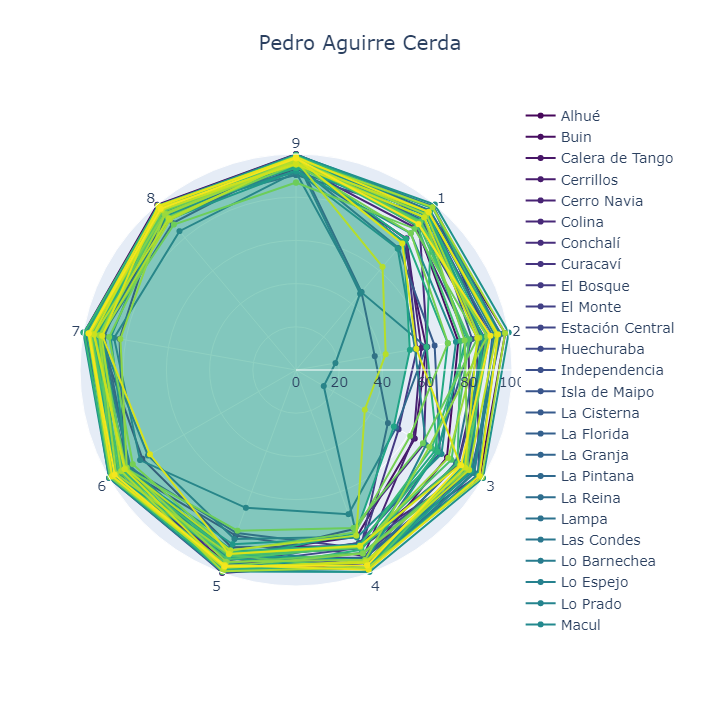 Pedro Aguirre Cerda
9
8
1
7
2
0
20
40
60
80
100
6
3
5
4
Alhué
Buin
Calera de Tango
Cerrillos
Cerro Navia
Colina
Conchalí
Curacaví
El Bosque
El Monte
Estación Central
Huechuraba
Independencia
Isla de Maipo
La Cisterna
La Florida
La Granja
La Pintana
La Reina
Lampa
Las Condes
Lo Barnechea
Lo Espejo
Lo Prado
Macul